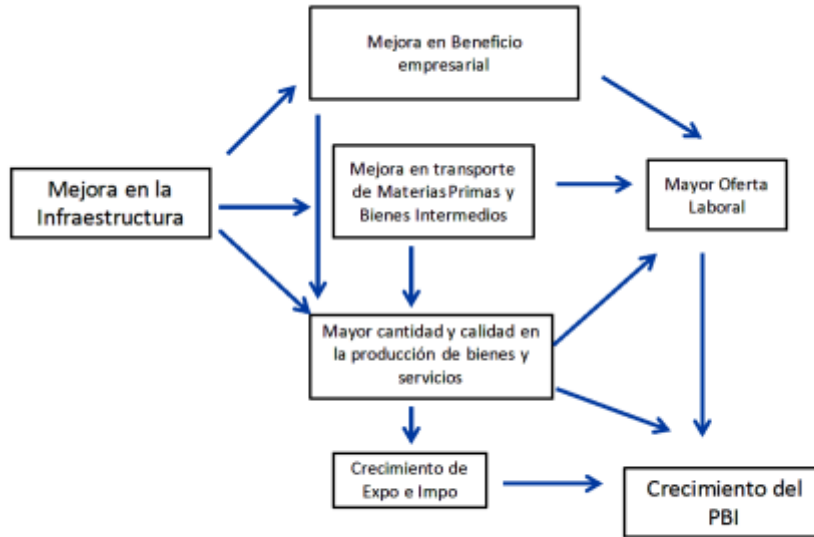 Mejora en Beneficio
empresarial
Mejora en la
Infraestructura
Mejora en transporte
de Materias Primas y
Bienes Intermedios
Mayor Oferta
Laboral
Mayor cantidad y calidad en
la producción de bienes y
servicios
Crecimiento de
Expo e Impo
Crecimiento del
PBI